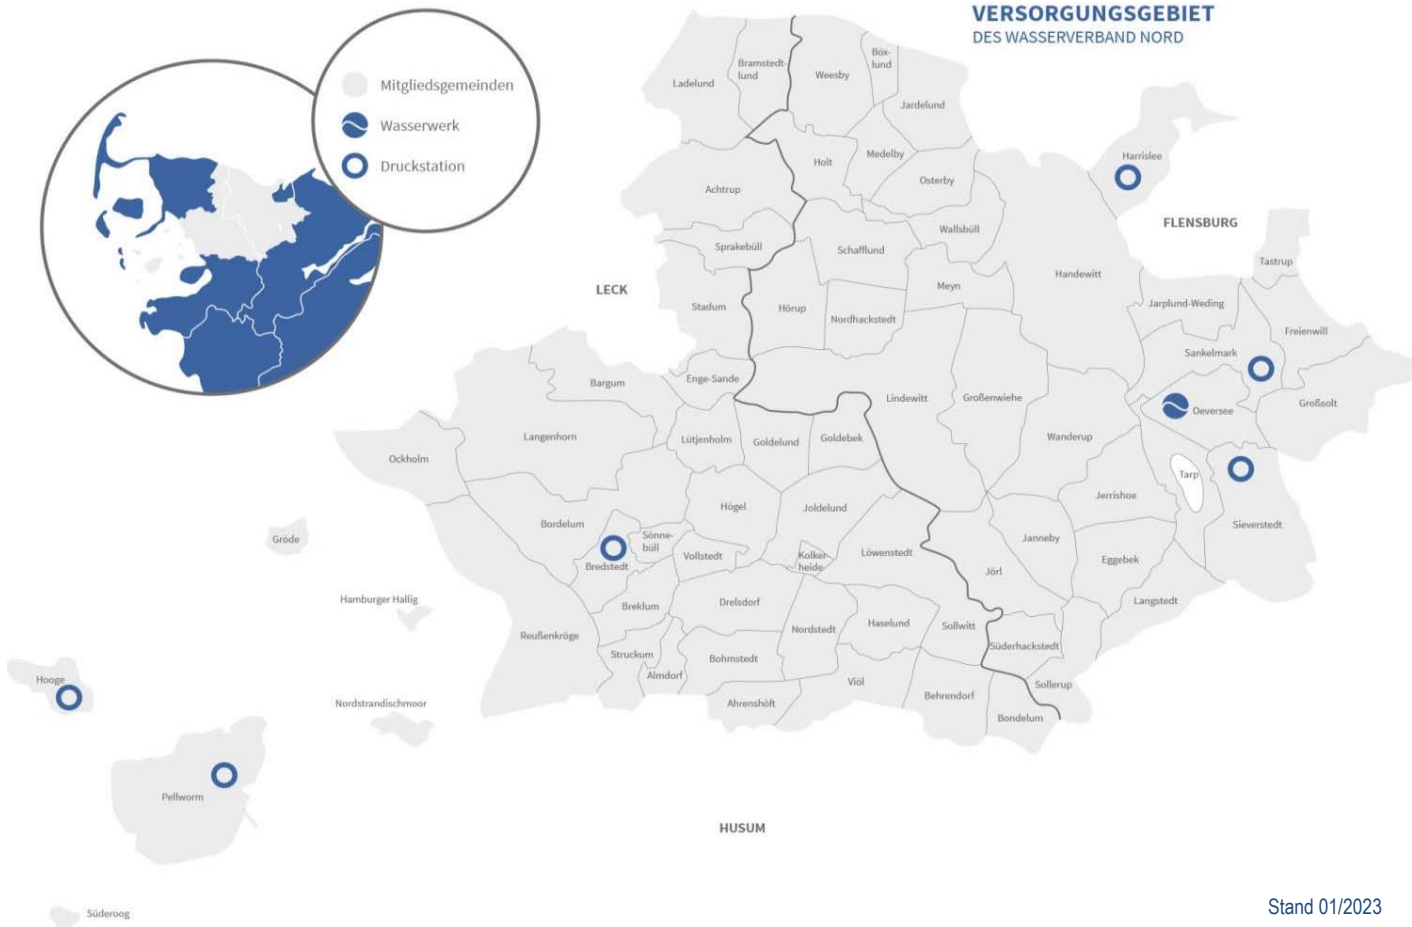 VERSORGUNGSGEBIET
DES WASSERVERBAND NORD
Mitgliedsgemeinden
Wasserwerk
Druckstation
Ladelund
Bramstedt-
lund
Weesby
Böx-
lund
Jardelund
Holt
Medelby
Osterby
Harrislee
Achtrup
Wallsbüll
FLENSBURG
Sprakebüll
Schafflund
Handewitt
Tastrup
LECK
Stadum
Hörup
Nordhackstedt
Meyn
Jarplund-Weding
Freienwill
Sankelmark
Bargum
Enge-Sande
Lindewitt
Großenwiehe
Oeversee
Großsolt
Langenhorn
Lütjenholm
Goldelund
Goldebek
Wanderup
Ockholm
Tarp
Jerrishoe
Sieverstedt
Bordelum
Högel
Joldelund
Gröde
Sönne-
büll
Bredstedt
Vollstedt
Kolker-
heide
Löwenstedt
Janneby
Jörl
Eggebek
Hamburger Hallig
Langstedt
Breklum
Drelsdorf
Reußenkröge
Nordstedt
Haselund
Sollwitt
Süderhackstedt
Struckum
Almdorf
Bohmstedt
Hooge
Viöl
Sollerup
Nordstrandischmoor
Ahrenshöft
Behrendorf
Bondelum
Pellworm
HUSUM
Süderoog
Stand 01/2023